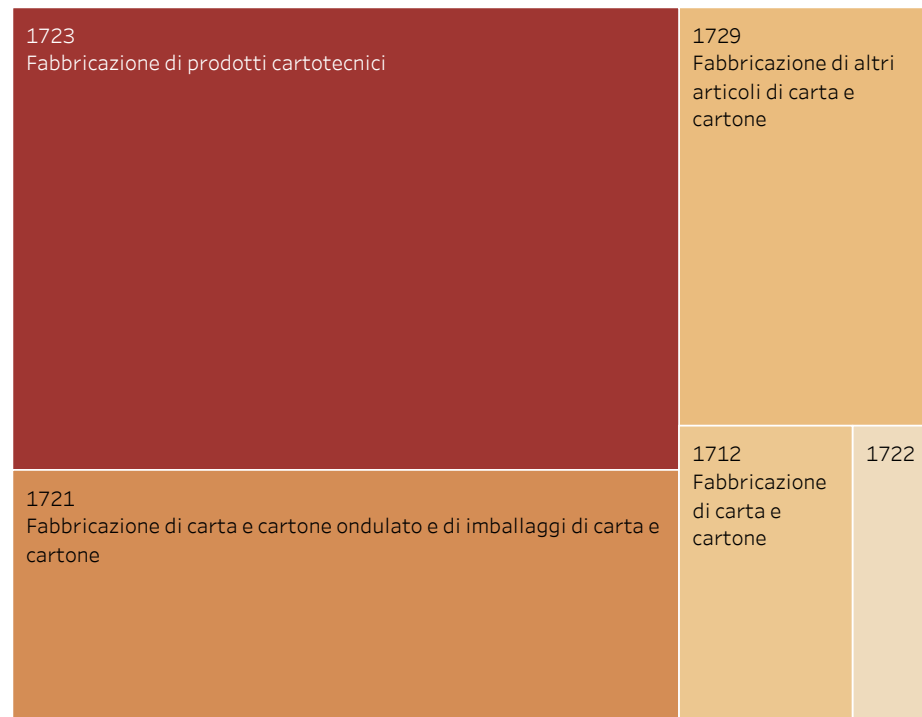 1723
Fabbricazione di prodotti cartotecnici
1729
Fabbricazione di altri
articoli di carta e
cartone
1721
Fabbricazione di carta e cartone ondulato e di imballaggi di carta e
cartone
1712
Fabbricazione
di carta e
cartone
1722